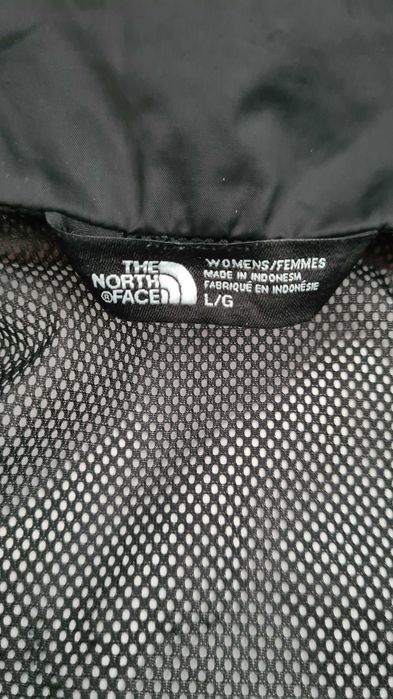 THE
NORTH
®FACE
WOMENS/FEMMES
MADE IN INDONESIA
FABRIQUÉ EN INDONÉSIE
L/G